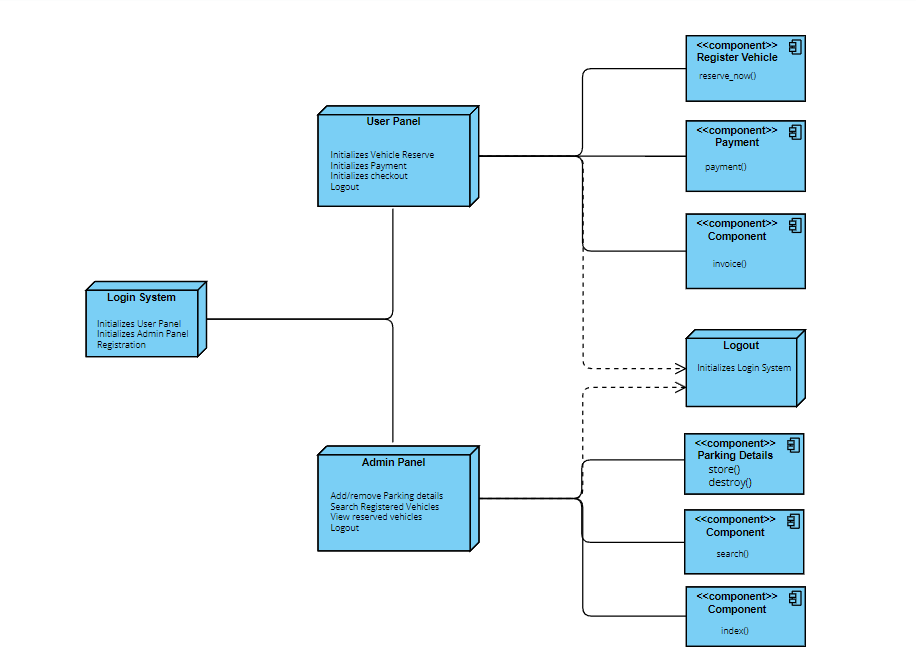 <<component>>
Register Vehicle
reserve_now()
User Panel
Initializes Vehicle Reserve
Initializes Payment
Initializes checkout
Logout
<<component>>
Payment
payment()
<<component>>
Component
invoice()
Login System
Initializes User Panel
Initializes Admin Panel
Registration
Logout
Initializes Login System
Admin Panel
Add/remove Parking details
Search Registered Vehicles
View reserved vehicles
Logout
<<component>>
Parking Details
store()
destroy()
<<component>>
Component
search()
<<component>>
Component
index()